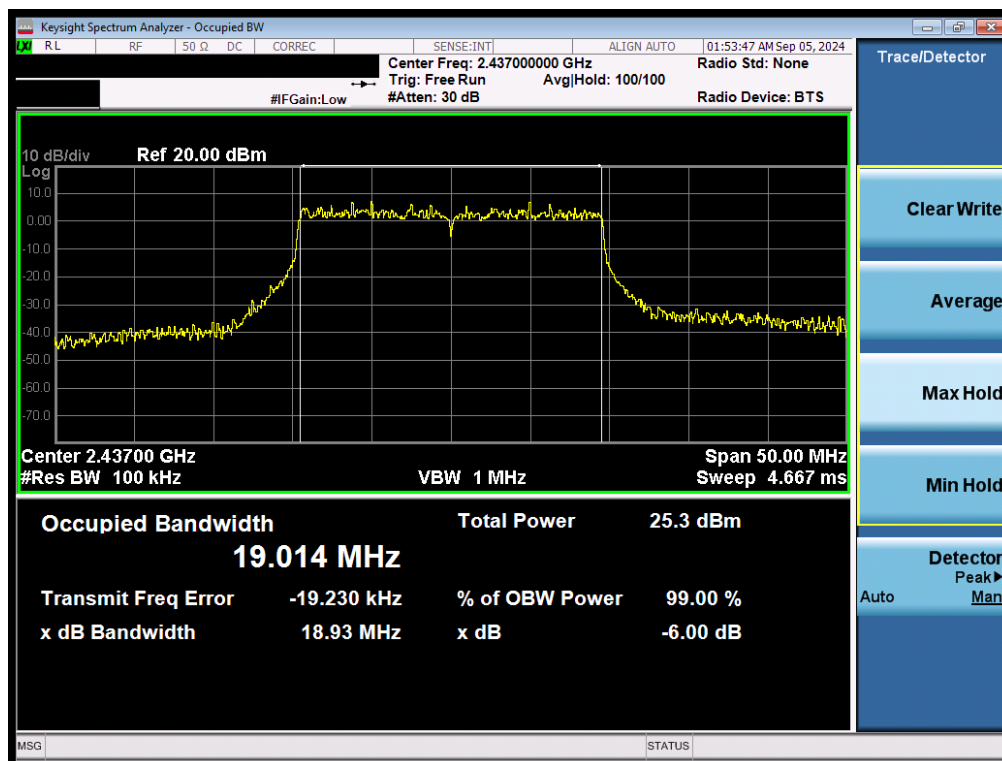 Keysight Spectrum Analyzer - Occupied BW
LXI RL RF 50 Ω DC CORREC SENSE:INT ALIGN AUTO 01:53:47 AM Sep 05, 2024
Center Freq: 2.437000000 GHz Radio Std: None
Trig: Free Run Avg|Hold: 100/100
#IFGain:Low #Atten: 30 dB Radio Device: BTS
10 dB/div Ref 20.00 dBm
Log
10.0
0.00
-10.0
-20.0
-30.0
-40.0
-50.0
-60.0
-70.0
Center 2.43700 GHz Span 50.00 MHz
#Res BW 100 kHz VBW 1 MHz Sweep 4.667 ms
Occupied Bandwidth Total Power 25.3 dBm
19.014 MHz
Transmit Freq Error -19.230 kHz % of OBW Power 99.00 %
x dB Bandwidth 18.93 MHz x dB -6.00 dB
MSG STATUS
Trace/Detector
Clear Write
Average
Max Hold
Min Hold
Detector
Peak▶
Auto Man